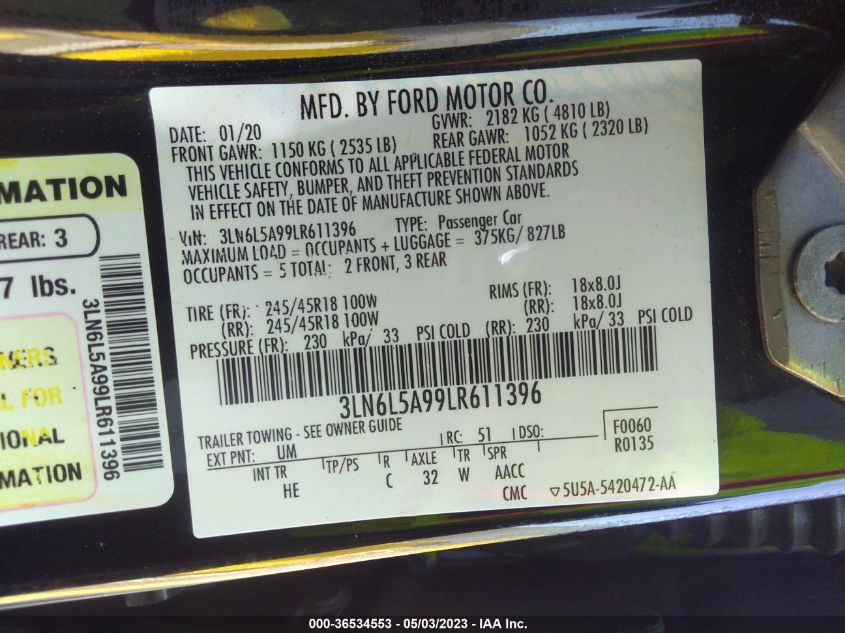 MFD. BY FORD MOTOR CO.
DATE: 01/20
GVWR: 2182 KG ( 4810 LB)
FRONT GAWR: 1150 KG ( 2535 LB)
REAR GAWR: 1052 KG ( 2320 LB)
THIS VEHICLE CONFORMS TO ALL APPLICABLE FEDERAL MOTOR
VEHICLE SAFETY, BUMPER, AND THEFT PREVENTION STANDARDS
IN EFFECT ON THE DATE OF MANUFACTURE SHOWN ABOVE.
VIN: 3LN6L5A99LR611396 TYPE: Passenger Car
MAXIMUM LOAD = OCCUPANTS + LUGGAGE = 375KG/ 827LB
OCCUPANTS = 5 TOTAL: 2 FRONT, 3 REAR
TIRE (FR): 245/45R18 100W RIMS (FR): 18x8.0J
(RR): 245/45R18 100W (RR): 18x8.0J
PRESSURE (FR): 230 kPa/ 33 PSI COLD (RR): 230 kPa/ 33 PSI COLD
3LN6L5A99LR611396
TRAILER TOWING - SEE OWNER GUIDE
EXT PNT: UM RC: 51 DSO: F0060
R0135
INT TR TP/PS R AXLE TR SPR
HE C 32 W AACC
CMC 5U5A-5420472-AA
MATION
REAR: 3
7 lbs.
3LN6L5A99LR611396
NERS
FOR
IONAL
MATION
000-36534553 - 05/03/2023 - IAA Inc.